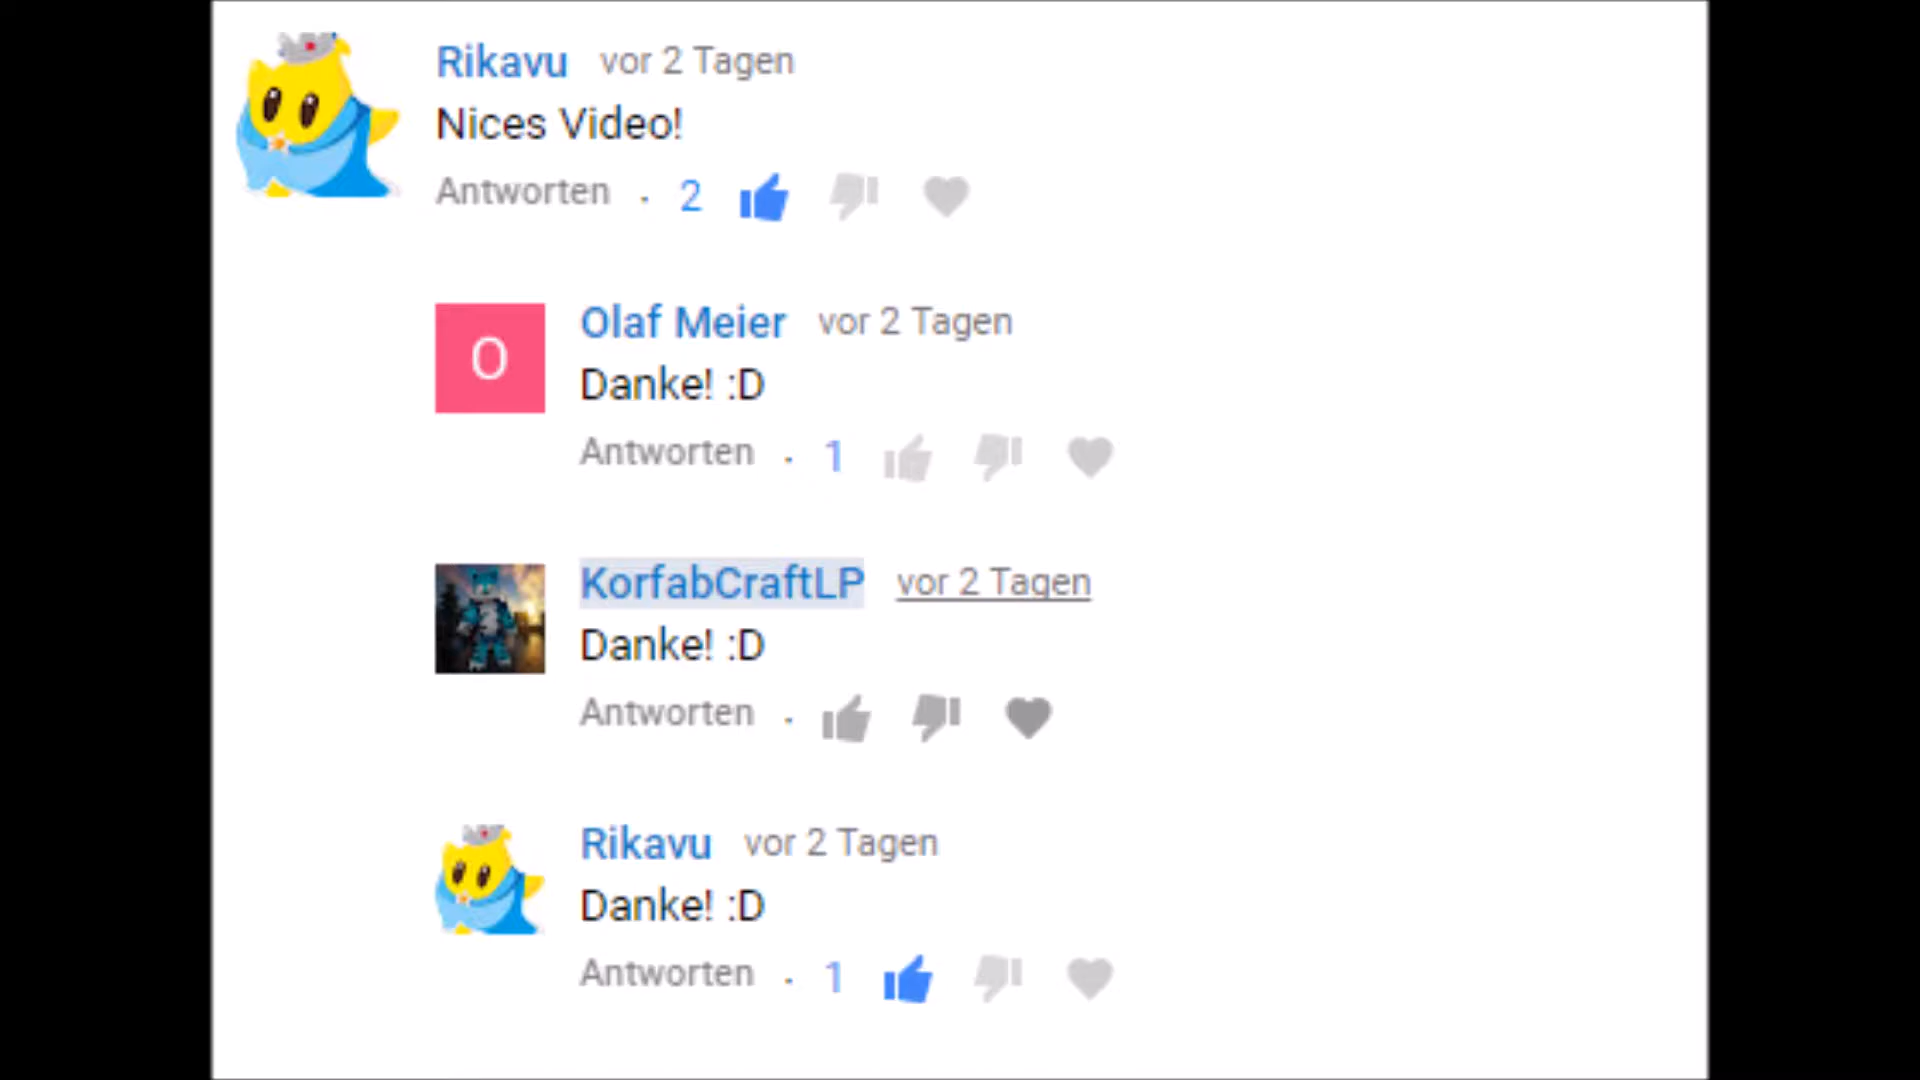 Rikavu vor 2 Tagen
Nices Video!
Antworten . 2
O
Olaf Meier vor 2 Tagen
Danke! :D
Antworten . 1
KorfabCraftLP vor 2 Tagen
Danke! :D
Antworten .
Rikavu vor 2 Tagen
Danke! :D
Antworten . 1